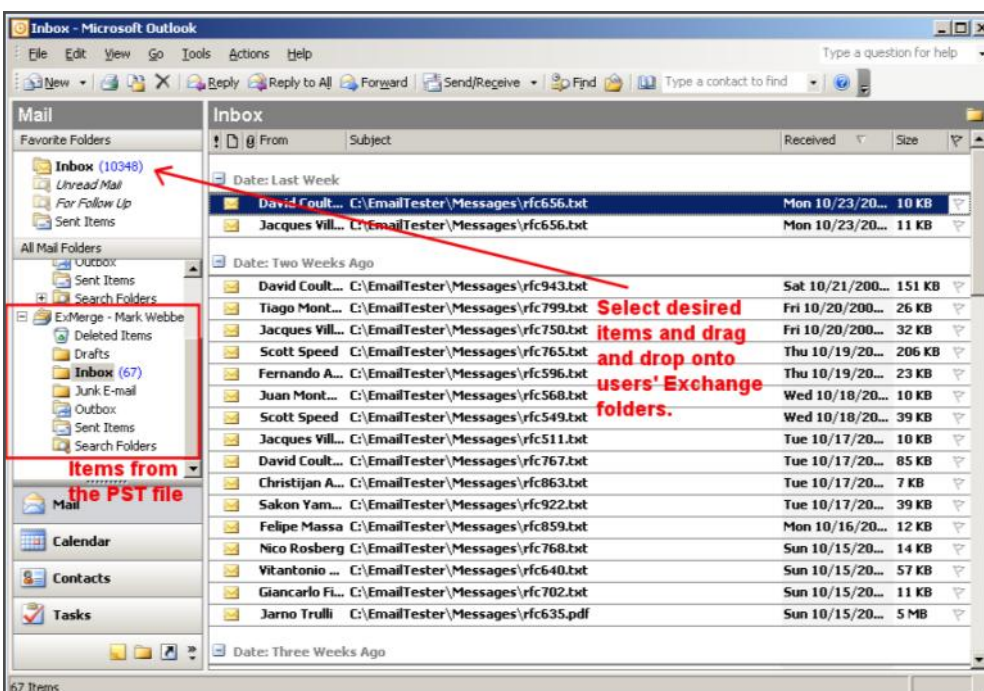 Inbox - Microsoft Outlook
File Edit View Go Tools Actions Help Type a question for help
New Reply Reply to All Forward Send/Receive Find Type a contact to find
Mail
Inbox
Favorite Folders
From Subject Received Size
Inbox (10348)
Unread Mail
For Follow Up
Sent Items
All Mail Folders
Outbox
Sent Items
Search Folders
ExMerge - Mark Webbe
Deleted Items
Drafts
Inbox (67)
Junk E-mail
Outbox
Sent Items
Search Folders
Items from
the PST file
Mail
Calendar
Contacts
Tasks
Date: Last Week
David Coult... C:\EmailTester\Messages\rfc656.txt Mon 10/23/20... 10 KB
Jacques Vill... C:\EmailTester\Messages\rfc656.txt Mon 10/23/20... 11 KB
Date: Two Weeks Ago
David Coult... C:\EmailTester\Messages\rfc943.txt Sat 10/21/200... 151 KB
Tiago Mont... C:\EmailTester\Messages\rfc799.txt Fri 10/20/200... 26 KB
Jacques Vill... C:\EmailTester\Messages\rfc750.txt Fri 10/20/200... 32 KB
Scott Speed C:\EmailTester\Messages\rfc765.txt Thu 10/19/20... 206 KB
Fernando A... C:\EmailTester\Messages\rfc596.txt Thu 10/19/20... 23 KB
Juan Mont... C:\EmailTester\Messages\rfc568.txt Wed 10/18/20... 10 KB
Scott Speed C:\EmailTester\Messages\rfc549.txt Wed 10/18/20... 39 KB
Jacques Vill... C:\EmailTester\Messages\rfc511.txt Tue 10/17/20... 10 KB
David Coult... C:\EmailTester\Messages\rfc767.txt Tue 10/17/20... 85 KB
Christijan A... C:\EmailTester\Messages\rfc863.txt Tue 10/17/20... 7 KB
Sakon Yam... C:\EmailTester\Messages\rfc922.txt Tue 10/17/20... 39 KB
Felipe Massa C:\EmailTester\Messages\rfc859.txt Mon 10/16/20... 12 KB
Nico Rosberg C:\EmailTester\Messages\rfc768.txt Sun 10/15/20... 14 KB
Vitantonio ... C:\EmailTester\Messages\rfc640.txt Sun 10/15/20... 57 KB
Giancarlo Fi... C:\EmailTester\Messages\rfc702.txt Sun 10/15/20... 11 KB
Jarno Trulli C:\EmailTester\Messages\rfc635.pdf Sun 10/15/20... 5 MB
Date: Three Weeks Ago
Select desired
items and drag
and drop onto
users' Exchange
folders.
67 Items